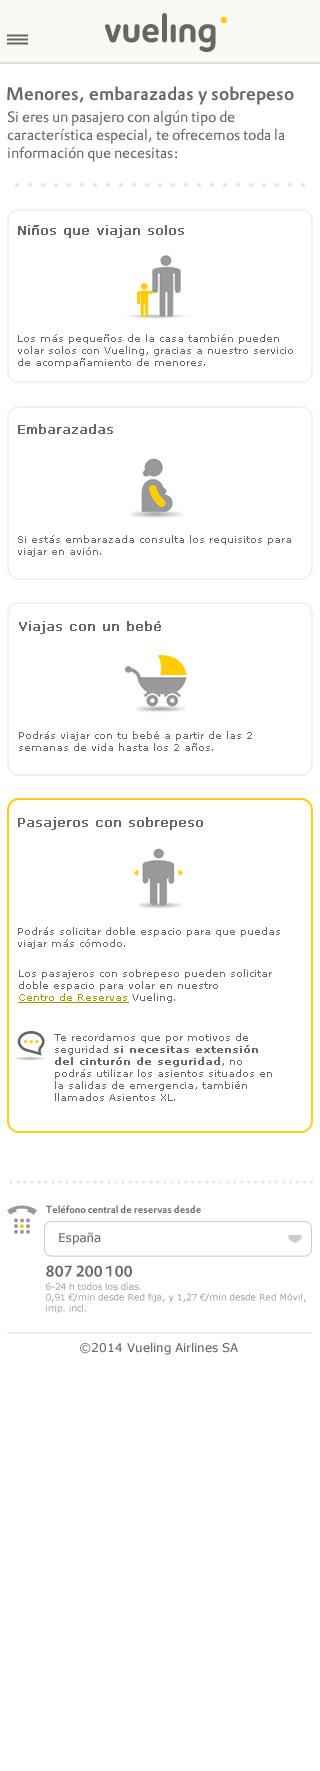 vueling
Menores, embarazadas y sobrepeso
Si eres un pasajero con algún tipo de
característica especial, te ofrecemos toda la
información que necesitas:
Niños que viajan solos
Los más pequeños de la casa también pueden
volar solos con Vueling, gracias a nuestro servicio
de acompañamiento de menores.
Embarazadas
Si estás embarazada consulta los requisitos para
viajar en avión.
Viajas con un bebé
Podrás viajar con tu bebé a partir de las 2
semanas de vida hasta los 2 años.
Pasajeros con sobrepeso
Podrás solicitar doble espacio para que puedas
viajar más cómodo.
Los pasajeros con sobrepeso pueden solicitar
doble espacio para volar en nuestro
Centro de Reservas Vueling.
Te recordamos que por motivos de
seguridad si necesitas extensión
del cinturón de seguridad, no
podrás utilizar los asientos situados en
la salidas de emergencia, también
llamados Asientos XL.
Teléfono central de reservas desde
España
807 200 100
6-24 h todos los días.
0,91 €/min desde Red fija, y 1,27 €/min desde Red Móvil,
imp. incl.
©2014 Vueling Airlines SA